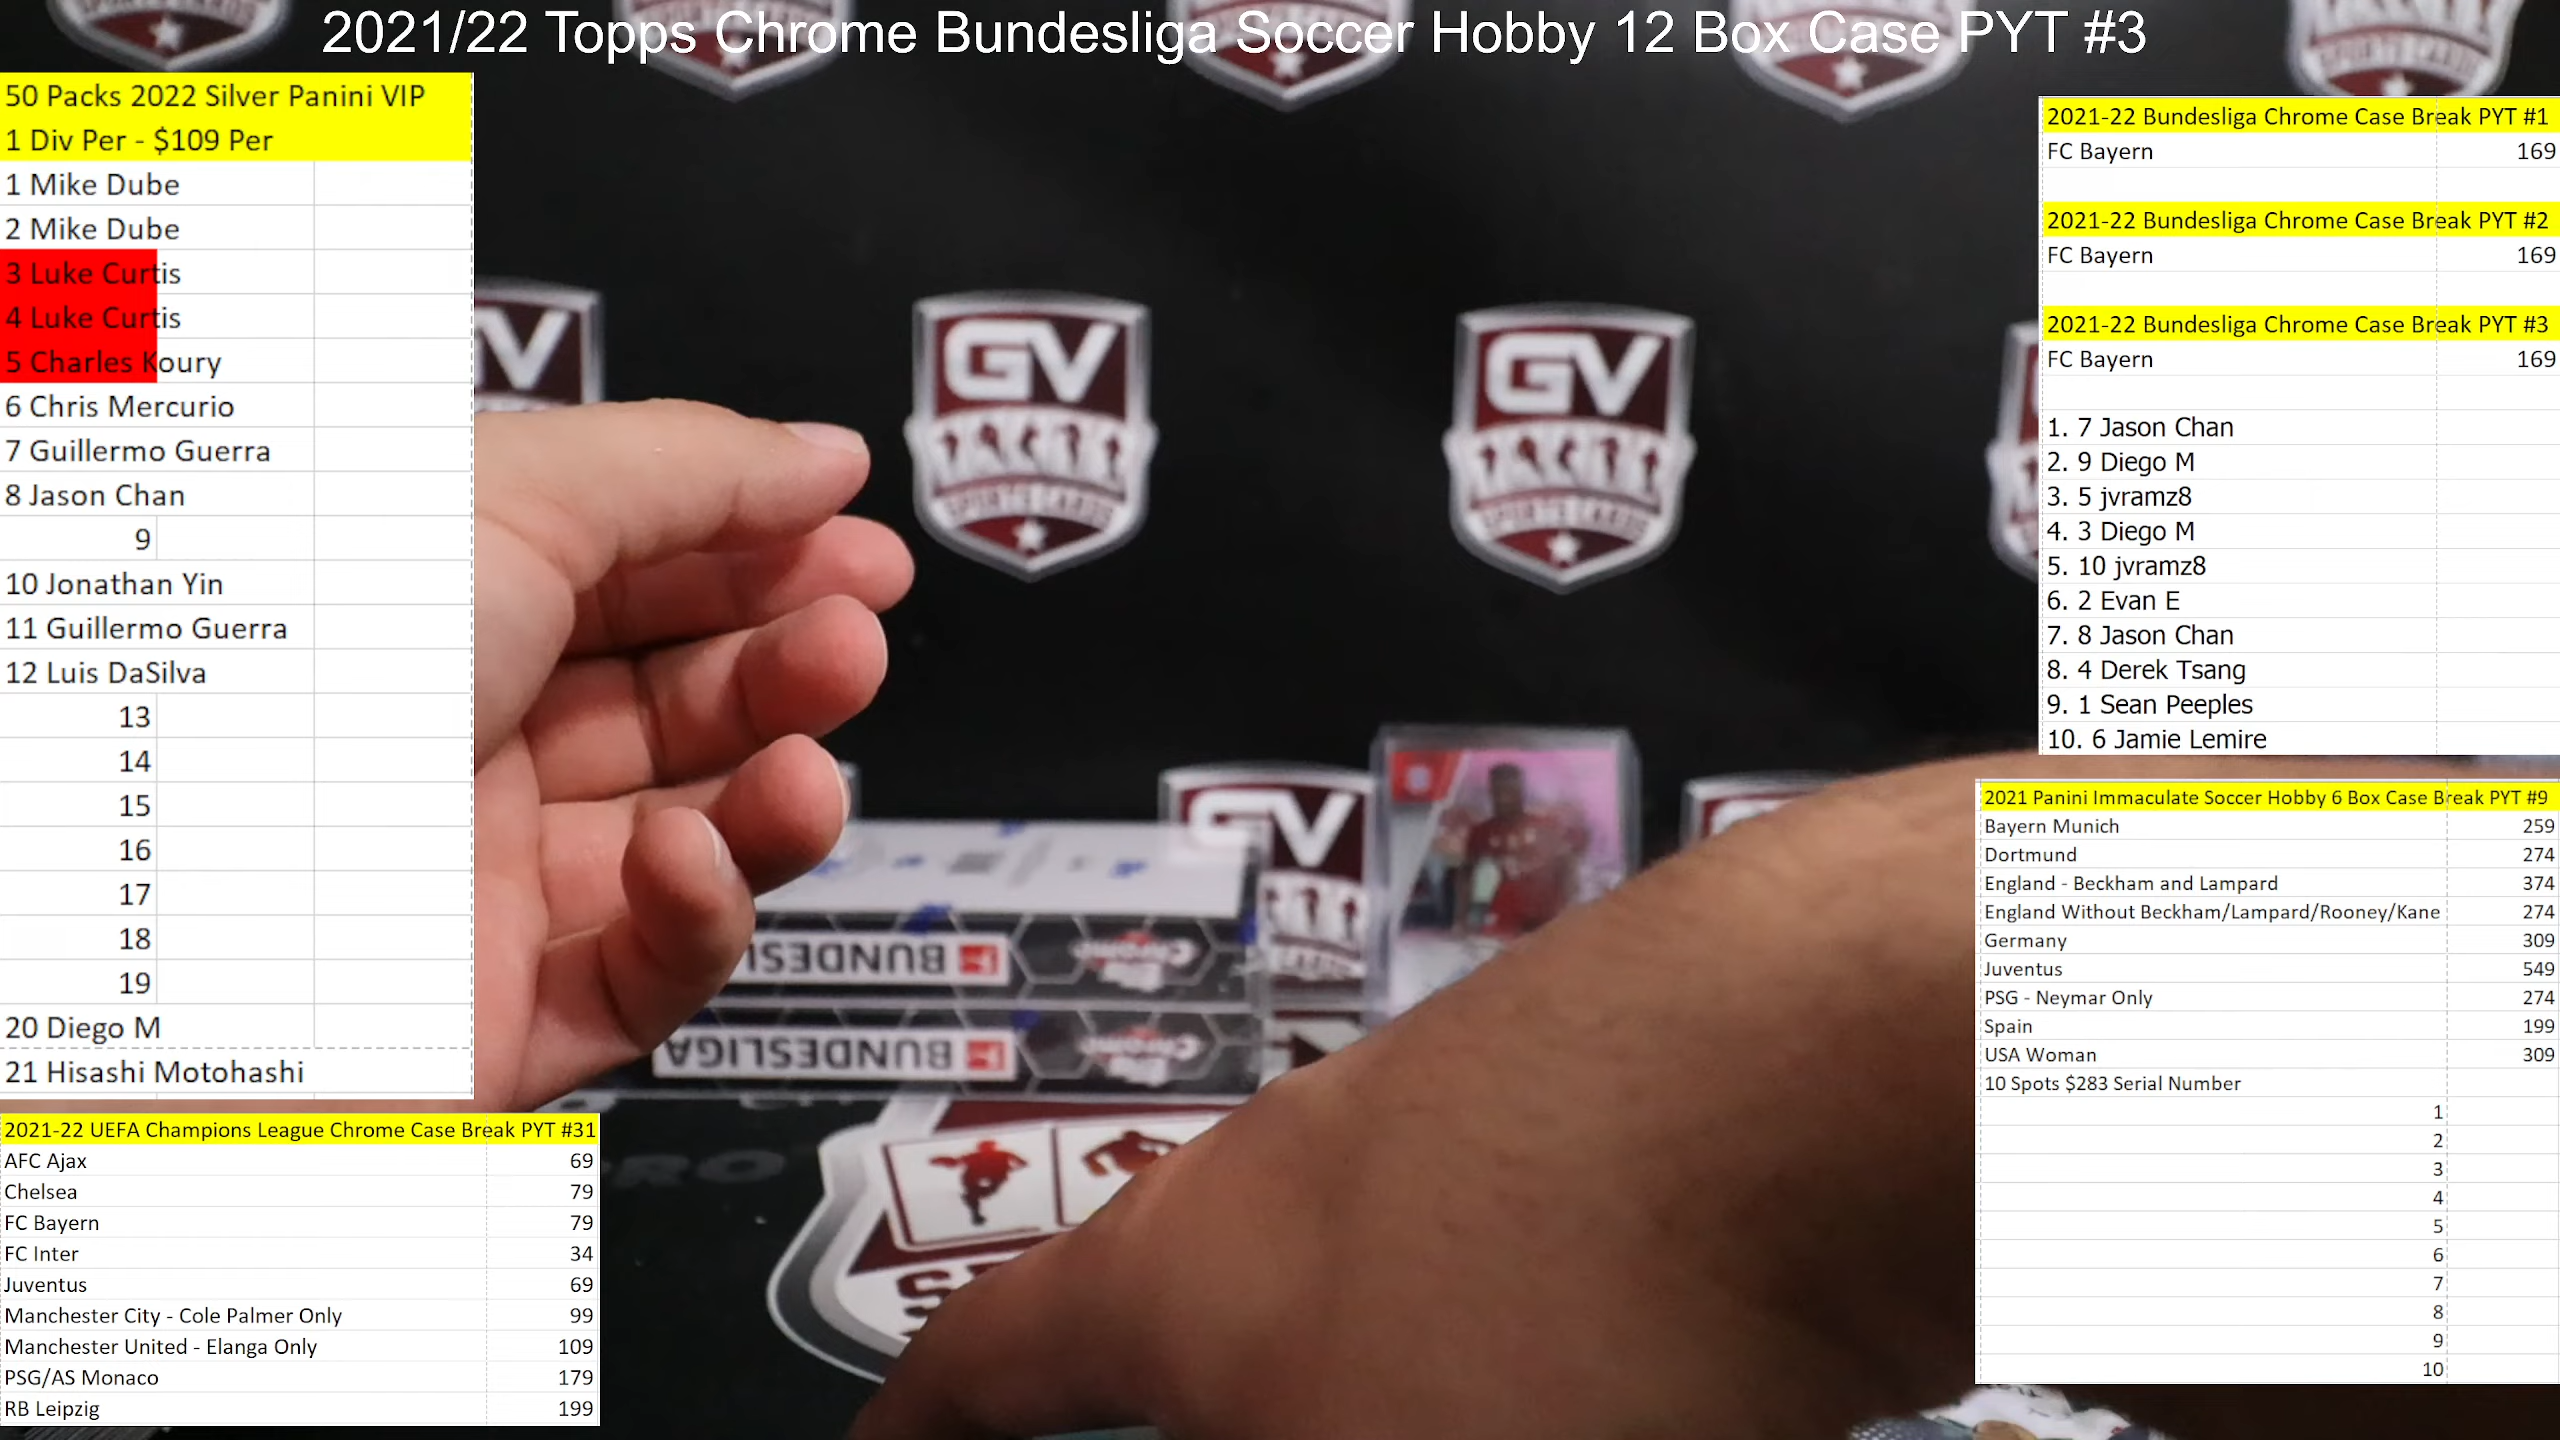 2021/22 Topps Chrome Bundesliga Soccer Hobby 12 Box Case PYT #3
50 Packs 2022 Silver Panini VIP
1 Div Per - $109 Per
1 Mike Dube
2 Mike Dube
3 Luke Curtis
4 Luke Curtis
5 Charles Koury
6 Chris Mercurio
7 Guillermo Guerra
8 Jason Chan
9
10 Jonathan Yin
11 Guillermo Guerra
12 Luis DaSilva
13
14
15
16
17
18
19
20 Diego M
21 Hisashi Motohashi
2021-22 UEFA Champions League Chrome Case Break PYT #31
AFC Ajax 69
Chelsea 79
FC Bayern 79
FC Inter 34
Juventus 69
Manchester City - Cole Palmer Only 99
Manchester United - Elanga Only 109
PSG/AS Monaco 179
RB Leipzig 199
GV
SPORTS CARDS
GV
SPORTS CARDS
GV
BUNDESLIGA
2021-22 Bundesliga Chrome Case Break PYT #1
FC Bayern 169
2021-22 Bundesliga Chrome Case Break PYT #2
FC Bayern 169
2021-22 Bundesliga Chrome Case Break PYT #3
FC Bayern 169
1. 7 Jason Chan
2. 9 Diego M
3. 5 jvramz8
4. 3 Diego M
5. 10 jvramz8
6. 2 Evan E
7. 8 Jason Chan
8. 4 Derek Tsang
9. 1 Sean Peeples
10. 6 Jamie Lemire
2021 Panini Immaculate Soccer Hobby 6 Box Case Break PYT #9
Bayern Munich 259
Dortmund 274
England - Beckham and Lampard 374
England Without Beckham/Lampard/Rooney/Kane 274
Germany 309
Juventus 549
PSG - Neymar Only 274
Spain 199
USA Woman 309
10 Spots $283 Serial Number
1
2
3
4
5
6
7
8
9
10